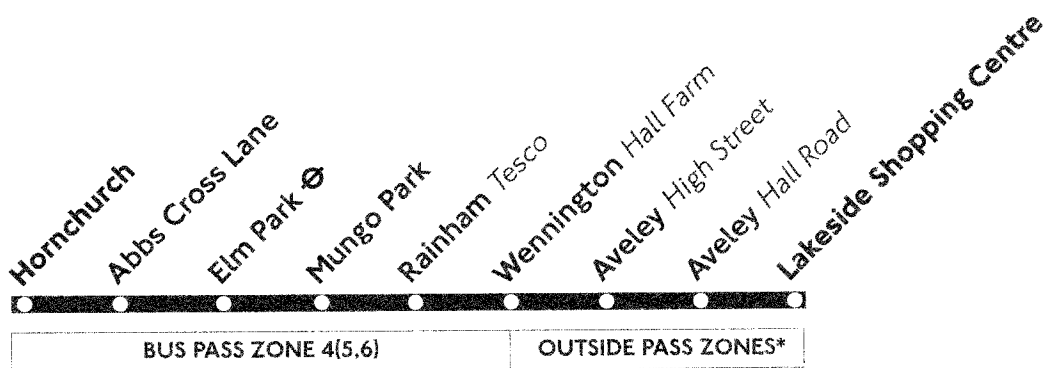 Hornchurch
Abbs Cross Lane
Elm Park
Mungo Park
Rainham Tesco
Wennington Hall Farm
Aveley High Street
Aveley Hall Road
Lakeside Shopping Centre
BUS PASS ZONE 4(5,6)
OUTSIDE PASS ZONES*